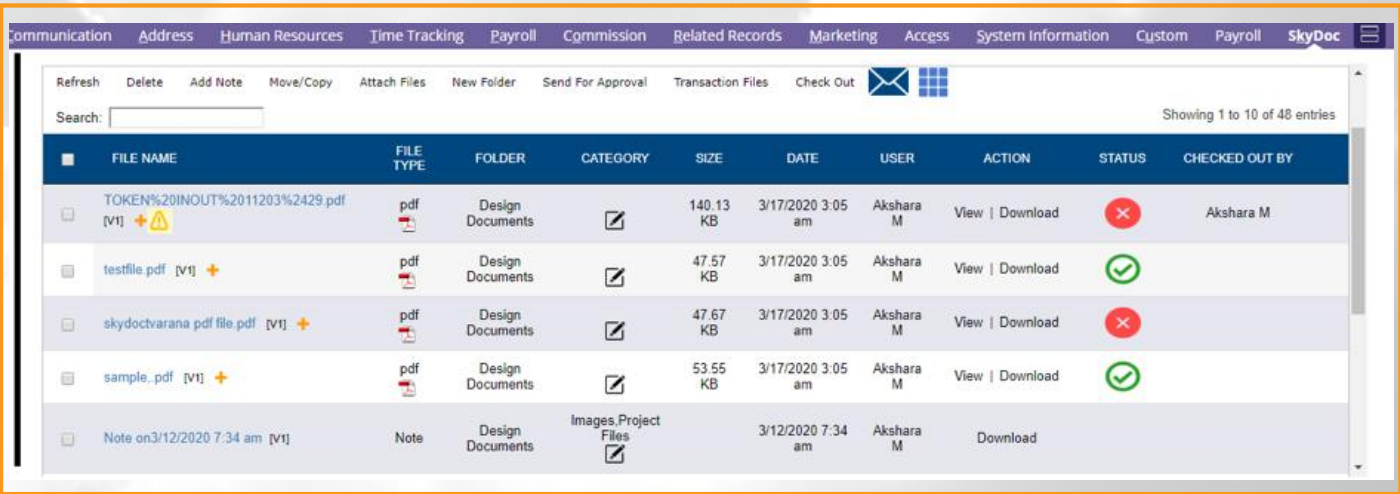 ommunication Address Human Resources Time Tracking Payroll Commission Related Records Marketing Access System Information Custom Payroll SkyDoc
Refresh Delete Add Note Move/Copy Attach Files New Folder Send For Approval Transaction Files Check Out
Search: Showing 1 to 10 of 48 entries
FILE NAME FILE TYPE FOLDER CATEGORY SIZE DATE USER ACTION STATUS CHECKED OUT BY
TOKEN%20INOUT%2011203%2429.pdf [V1] pdf Design Documents 140.13 KB 3/17/2020 3:05 am Akshara M View | Download Akshara M
testfile.pdf [V1] pdf Design Documents 47.57 KB 3/17/2020 3:05 am Akshara M View | Download
skydoctvarana pdf file.pdf [V1] pdf Design Documents 47.67 KB 3/17/2020 3:05 am Akshara M View | Download
sample,.pdf [V1] pdf Design Documents 53.55 KB 3/17/2020 3:05 am Akshara M View | Download
Note on3/12/2020 7:34 am [V1] Note Design Documents Images,Project Files 3/12/2020 7:34 am Akshara M Download